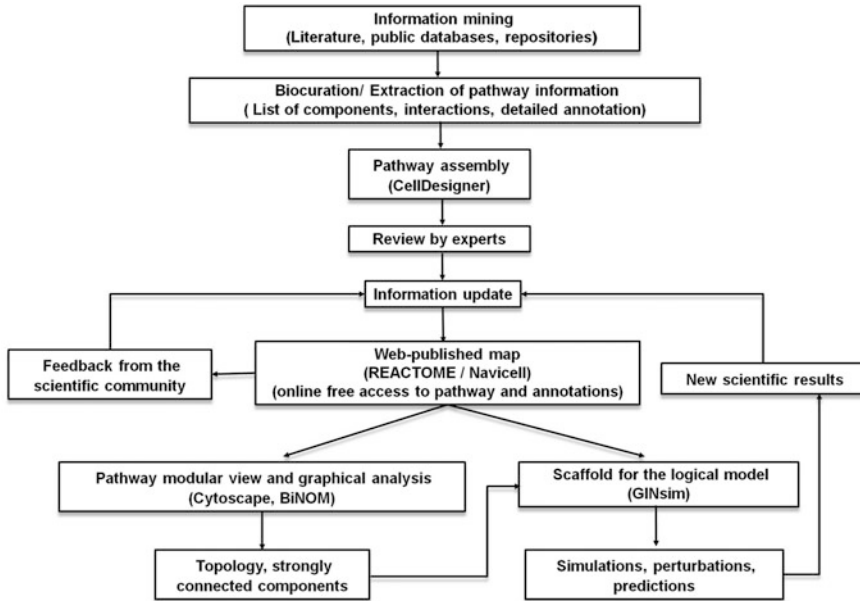 Information mining
(Literature, public databases, repositories)
Biocuration/ Extraction of pathway information
( List of components, interactions, detailed annotation)
Pathway assembly
(CellDesigner)
Review by experts
Information update
Feedback from the
scientific community
Web-published map
(REACTOME / Navicell)
(online free access to pathway and annotations)
New scientific results
Pathway modular view and graphical analysis
(Cytoscape, BiNOM)
Scaffold for the logical model
(GINsim)
Topology, strongly
connected components
Simulations, perturbations,
predictions